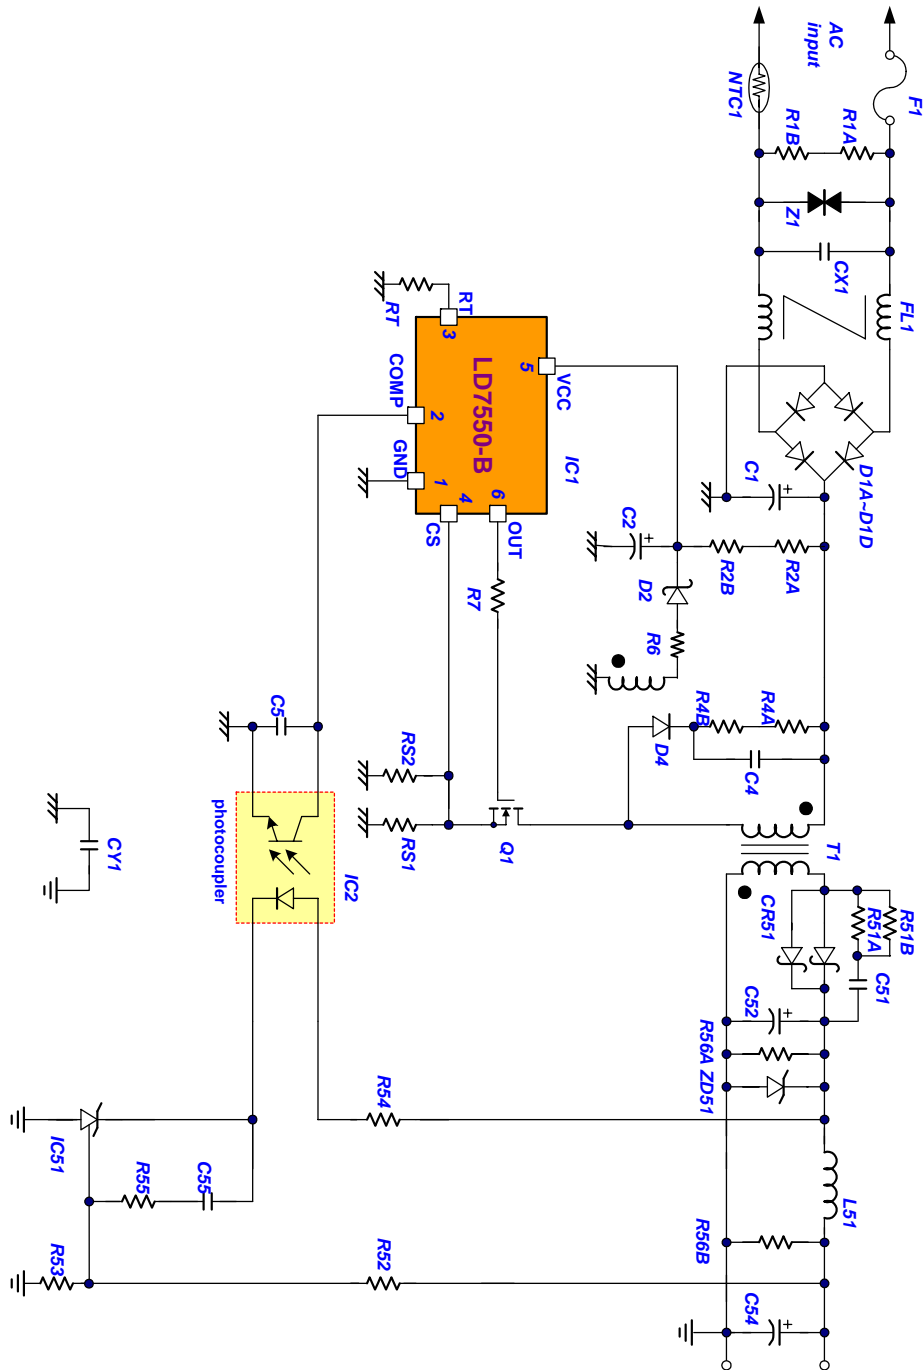 AC
input
F1
NTC1
R1A
R1B
Z1
CX1
FL1
D1A~D1D
C1
R2A
R2B
C2
+
+
D2
R6
R4A
R4B
C4
D4
T1
RT
RT
3
COMP
2
GND
1
4
CS
6
OUT
5
VCC
LD7550-B
IC1
R7
Q1
RS2
RS1
C5
photocoupler
IC2
CY1
CR51
R51B
R51A
C51
C52
+
R56A
ZD51
R54
L51
R56B
C54
+
IC51
R55
C55
R53
R52